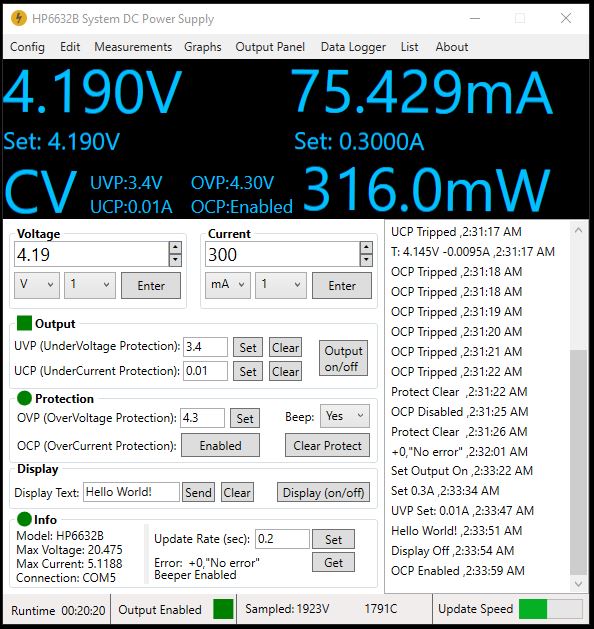 HP6632B System DC Power Supply
Config Edit Measurements Graphs Output Panel Data Logger List About
4.190V 75.429mA
Set: 4.190V Set: 0.3000A
CV UVP:3.4V OVP:4.30V 316.0mW
UCP:0.01A OCP:Enabled
Voltage
4.19
V 1 Enter
Current
300
mA 1 Enter
Output
UVP (UnderVoltage Protection): 3.4 Set Clear
UCP (UnderCurrent Protection): 0.01 Set Clear
Output
on/off
Protection
OVP (OverVoltage Protection): 4.3 Set Beep: Yes
OCP (OverCurrent Protection): Enabled Clear Protect
Display
Display Text: Hello World! Send Clear Display (on/off)
Info
Model: HP6632B
Max Voltage: 20.475
Max Current: 5.1188
Connection: COM5
Update Rate (sec): 0.2 Set
Error: +0,"No error" Get
Beeper Enabled
UCP Tripped ,2:31:17 AM
T: 4.145V -0.0095A ,2:31:17 AM
OCP Tripped ,2:31:18 AM
OCP Tripped ,2:31:18 AM
OCP Tripped ,2:31:19 AM
OCP Tripped ,2:31:20 AM
OCP Tripped ,2:31:21 AM
OCP Tripped ,2:31:22 AM
Protect Clear ,2:31:22 AM
OCP Disabled ,2:31:25 AM
Protect Clear ,2:31:26 AM
+0,"No error" ,2:32:01 AM
Set Output On ,2:33:22 AM
Set 0.3A ,2:33:34 AM
UVP Set: 0.01A ,2:33:47 AM
Hello World! ,2:33:51 AM
Display Off ,2:33:54 AM
OCP Enabled ,2:33:59 AM
Runtime 00:20:20 Output Enabled Sampled: 1923V 1791C Update Speed